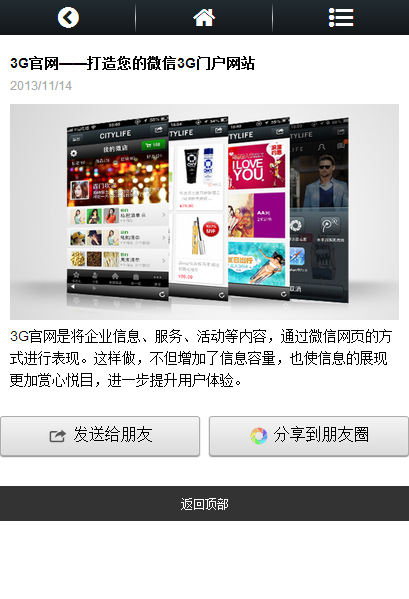 3G官网——打造您的微信3G门户网站
2013/11/14
CITYLIFE
我的微店
I LOVE
YOU
3G官网是将企业信息、服务、活动等内容，通过微信网页的方
式进行表现。这样做，不但增加了信息容量，也使信息的展现
更加赏心悦目，进一步提升用户体验。
发送给朋友
分享到朋友圈
返回顶部